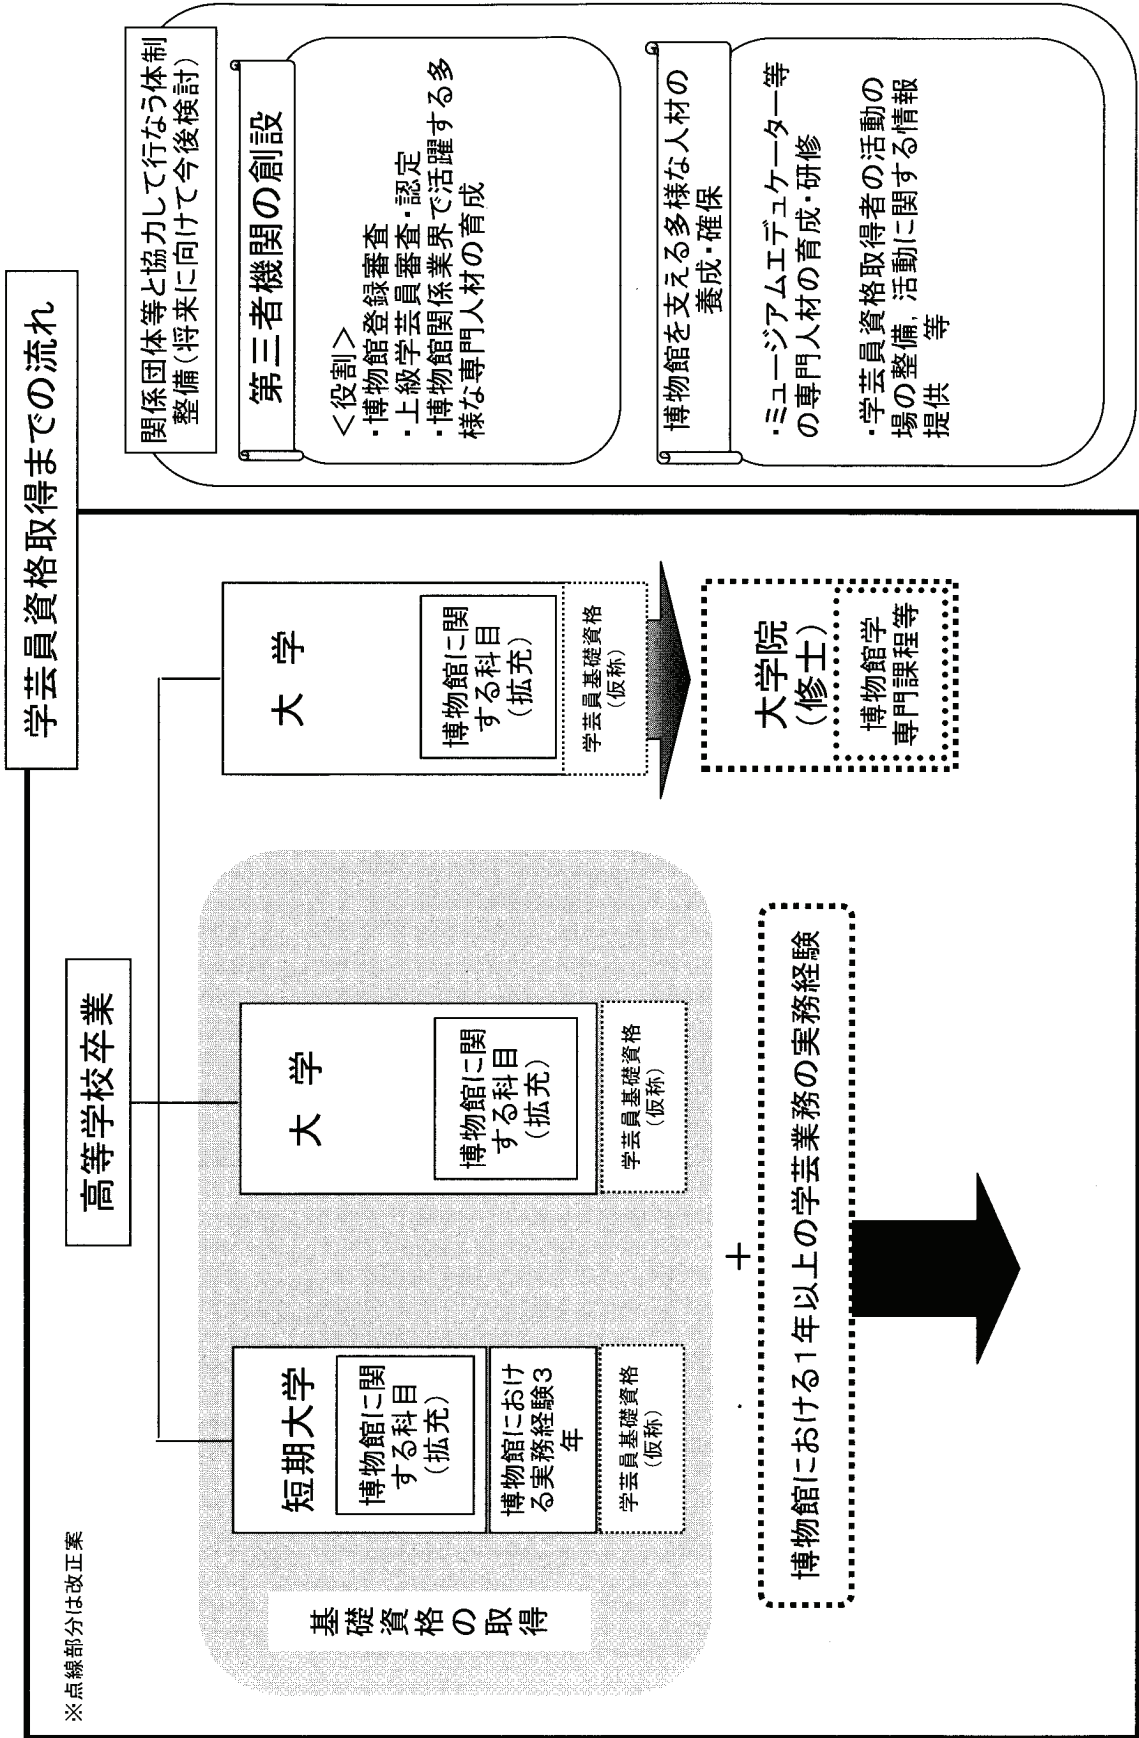 学芸員資格取得までの流れ
※点線部分は改正案
高等学校卒業
基礎資格の取得
短期大学
博物館に関
する科目
(拡充)
博物館におけ
る実務経験3
年
学芸員基礎資格
(仮称)
大 学
博物館に関
する科目
(拡充)
学芸員基礎資格
(仮称)
+
博物館における1年以上の学芸業務の実務経験
大 学
博物館に関
する科目
(拡充)
学芸員基礎資格
(仮称)
大学院
(修士)
博物館学
専門課程等
関係団体等と協力して行なう体制
整備(将来に向けて今後検討)
第三者機関の創設
<役割>
・博物館登録審査
・上級学芸員審査・認定
・博物館関係業界で活躍する多
様な専門人材の育成
博物館を支える多様な人材の
養成・確保
・ミュージアムエデュケーター等
の専門人材の育成・研修
・学芸員資格取得者の活動の
場の整備,活動に関する情報
提供 等